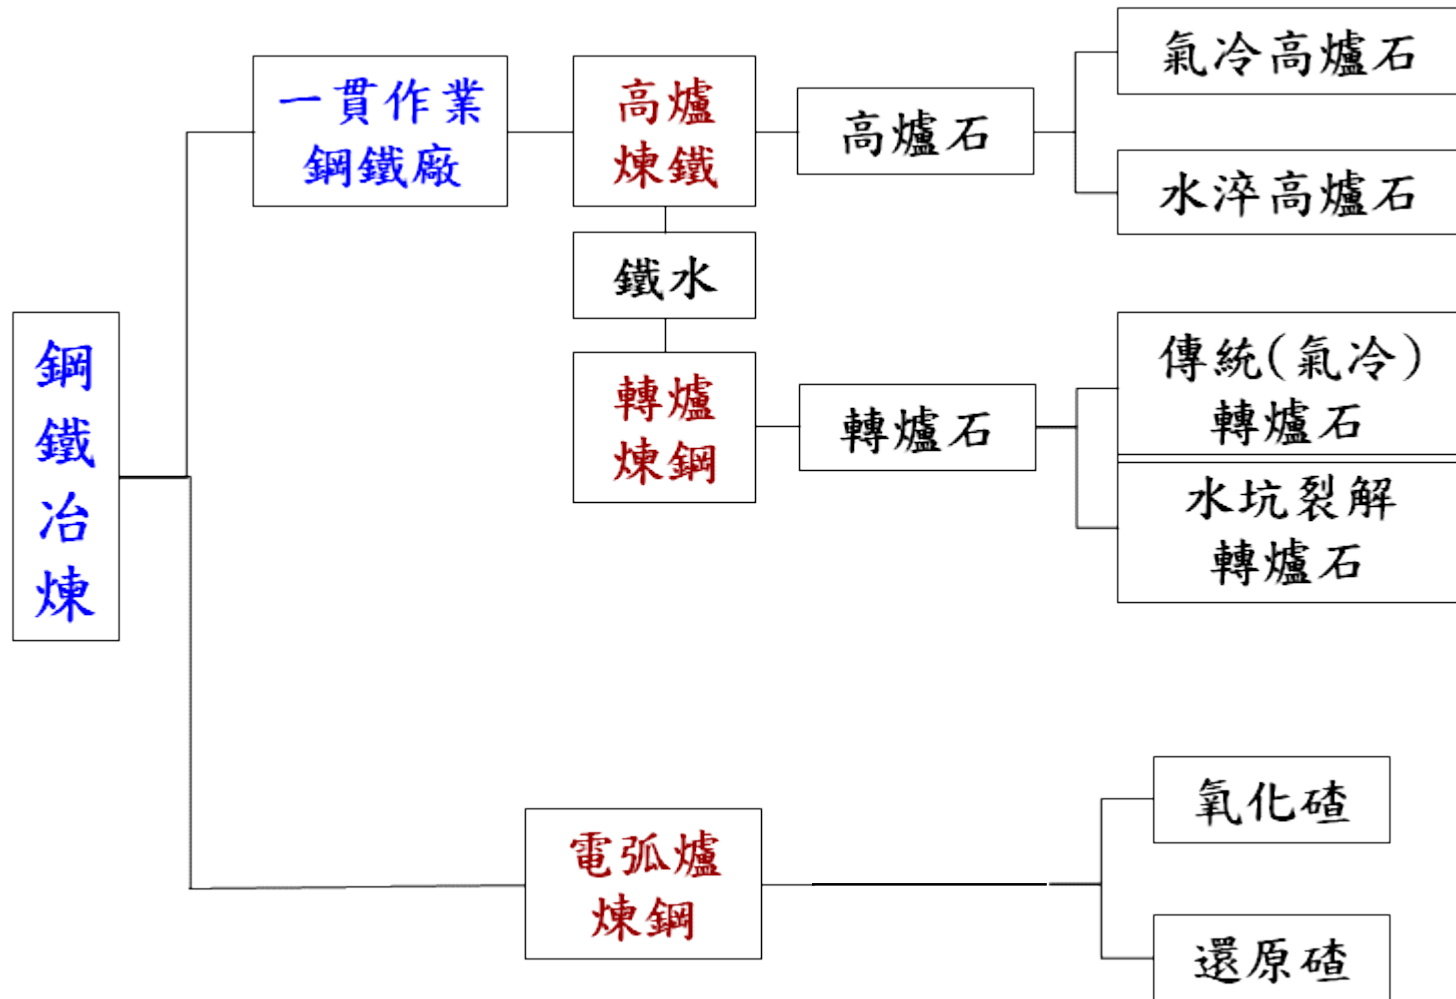 鋼
鐵
冶
煉
一貫作業
鋼鐵廠
高爐
煉鐵
高爐石
氣冷高爐石
水淬高爐石
鐵水
轉爐
煉鋼
轉爐石
傳統(氣冷)
轉爐石
水坑裂解
轉爐石
電弧爐
煉鋼
氧化碴
還原碴